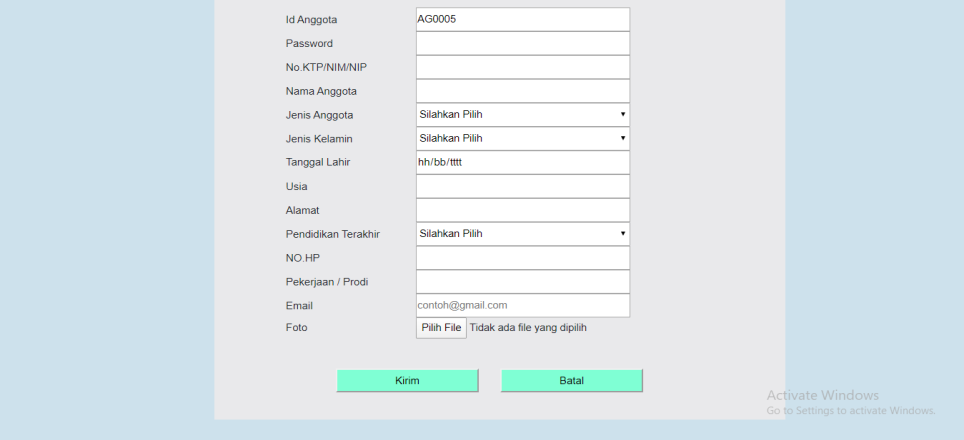 Id Anggota AG0005
Password
No.KTP/NIM/NIP
Nama Anggota
Jenis Anggota Silahkan Pilih
Jenis Kelamin Silahkan Pilih
Tanggal Lahir hh/bb/tttt
Usia
Alamat
Pendidikan Terakhir Silahkan Pilih
NO.HP
Pekerjaan / Prodi
Email contoh@gmail.com
Foto Pilih File Tidak ada file yang dipilih
Kirim Batal
Activate Windows
Go to Settings to activate Windows.